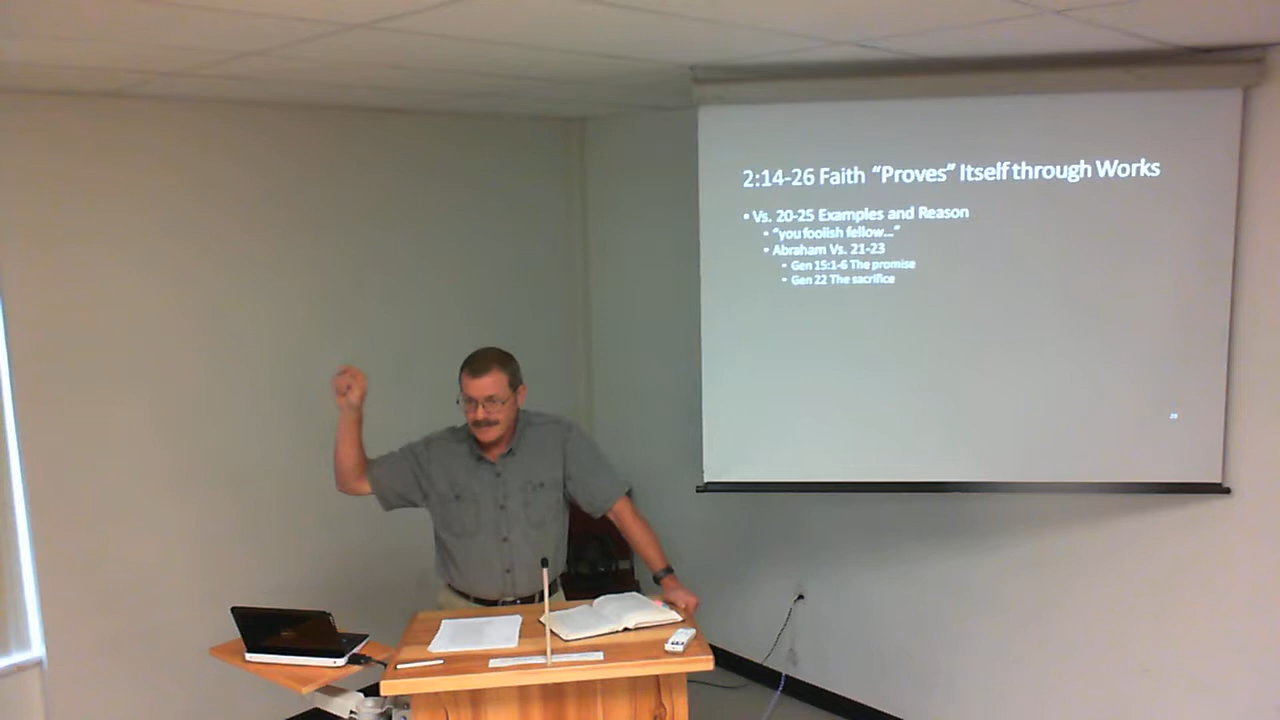 2:14-26 Faith “Proves” Itself through Works
• Vs. 20-25 Examples and Reason
• “you foolish fellow…”
• Abraham Vs. 21-23
• Gen 15:1-6 The promise
• Gen 22 The sacrifice